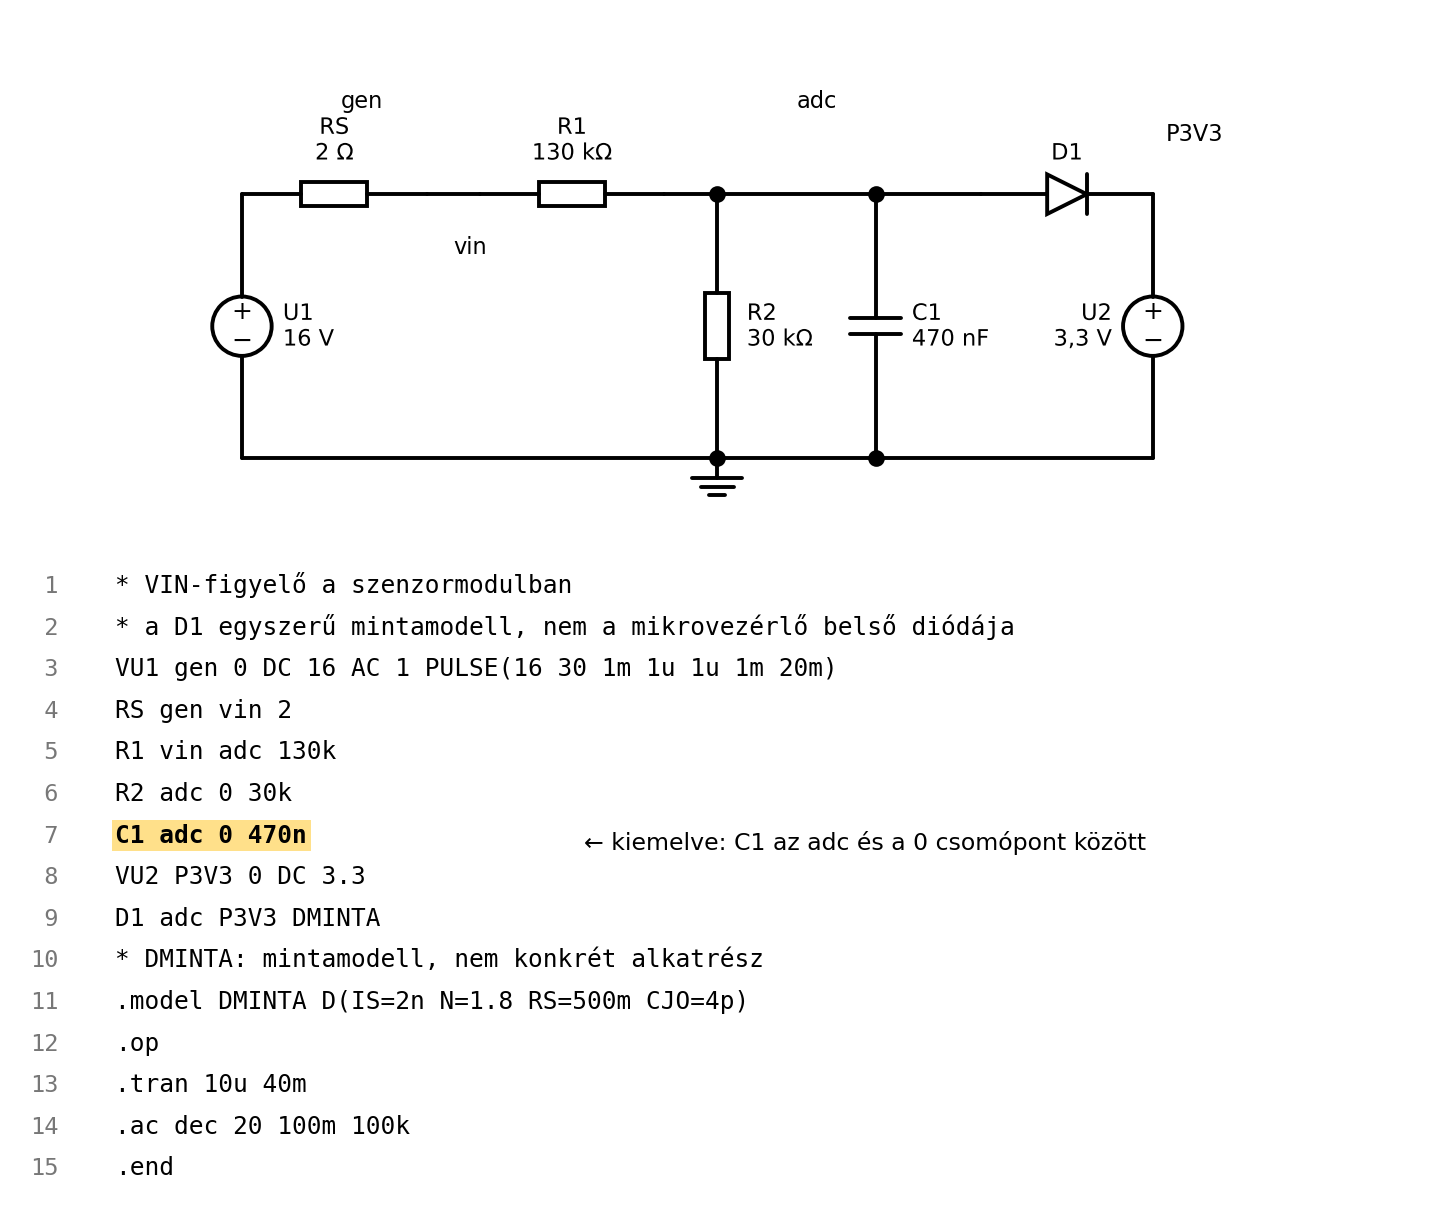 gen
adc
P3V3
RS
2 Ω
R1
130 kΩ
D1
vin
+
−
U1
16 V
R2
30 kΩ
C1
470 nF
U2
3,3 V
+
−
1 * VIN-figyelő a szenzormodulban
2 * a D1 egyszerű mintamodell, nem a mikrovezérlő belső diódája
3 VU1 gen 0 DC 16 AC 1 PULSE(16 30 1m 1u 1u 1m 20m)
4 RS gen vin 2
5 R1 vin adc 130k
6 R2 adc 0 30k
7 C1 adc 0 470n ← kiemelve: C1 az adc és a 0 csomópont között
8 VU2 P3V3 0 DC 3.3
9 D1 adc P3V3 DMINTA
10 * DMINTA: mintamodell, nem konkrét alkatrész
11 .model DMINTA D(IS=2n N=1.8 RS=500m CJO=4p)
12 .op
13 .tran 10u 40m
14 .ac dec 20 100m 100k
15 .end